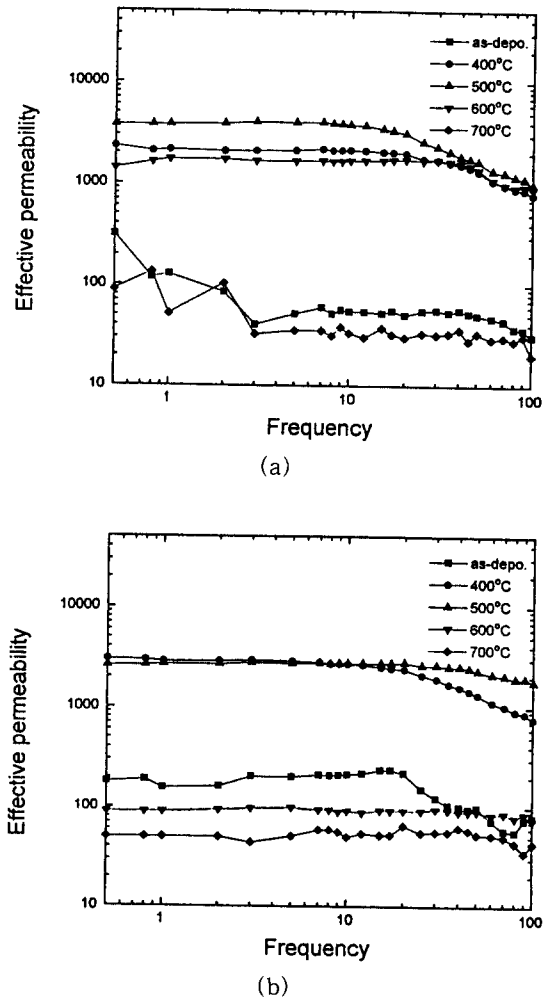 Effective permeability
10000
1000
100
10
as-depo.
400°C
500°C
600°C
700°C
1
10
100
Frequency
(a)
Effective permeability
10000
1000
100
10
as-depo.
400°C
500°C
600°C
700°C
1
10
100
Frequency
(b)